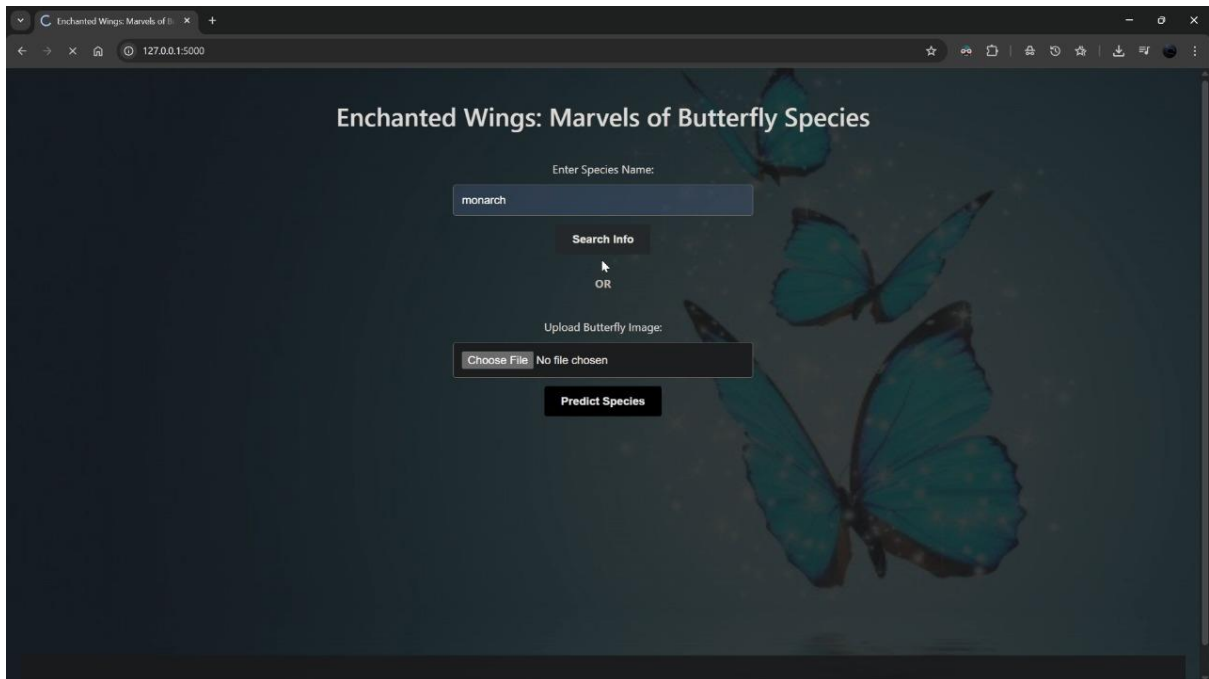 Enchanted Wings: Marvels of B
127.0.0.1:5000
Enchanted Wings: Marvels of Butterfly Species
Enter Species Name:
monarch
Search Info
OR
Upload Butterfly Image:
Choose File No file chosen
Predict Species